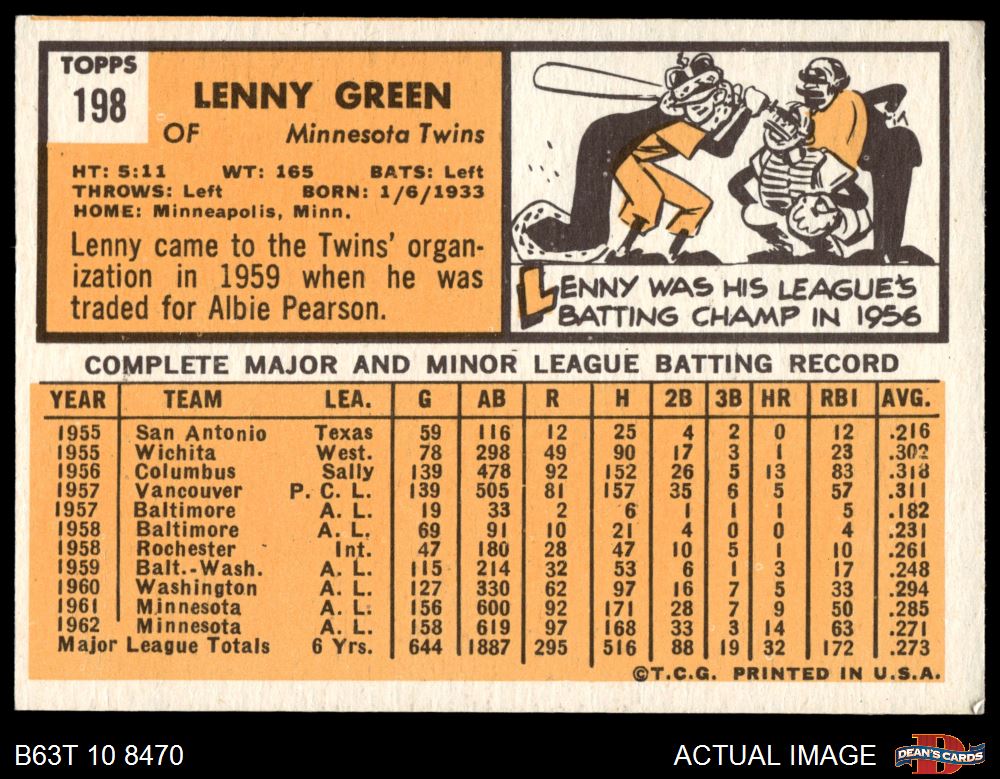 TOPPS
198
LENNY GREEN
OF Minnesota Twins
HT: 5:11 WT: 165 BATS: Left
THROWS: Left BORN: 1/6/1933
HOME: Minneapolis, Minn.
Lenny came to the Twins' organ-
ization in 1959 when he was
traded for Albie Pearson.
LENNY WAS HIS LEAGUE'S
BATTING CHAMP IN 1956
COMPLETE MAJOR AND MINOR LEAGUE BATTING RECORD
YEAR TEAM LEA. G AB R H 2B 3B HR RBI AVG.
1955 San Antonio Texas 59 116 12 25 4 2 0 12 .216
1955 Wichita West. 78 298 49 90 17 3 1 23 .302
1956 Columbus Sally 139 478 92 152 26 5 13 83 .318
1957 Vancouver P. C. L. 139 505 81 157 35 6 5 57 .311
1957 Baltimore A. L. 19 33 2 6 1 1 1 5 .182
1958 Baltimore A. L. 69 91 10 21 4 0 0 4 .231
1958 Rochester Int. 47 180 28 47 10 5 1 10 .261
1959 Balt.-Wash. A. L. 115 214 32 53 6 1 3 17 .248
1960 Washington A. L. 127 330 62 97 16 7 5 33 .294
1961 Minnesota A. L. 156 600 92 171 28 7 9 50 .285
1962 Minnesota A. L. 158 619 97 168 33 3 14 63 .271
Major League Totals 6 Yrs. 644 1887 295 516 88 19 32 172 .273
©T.C.G. PRINTED IN U.S.A.
B63T 10 8470 ACTUAL IMAGE DEAN'S CARDS